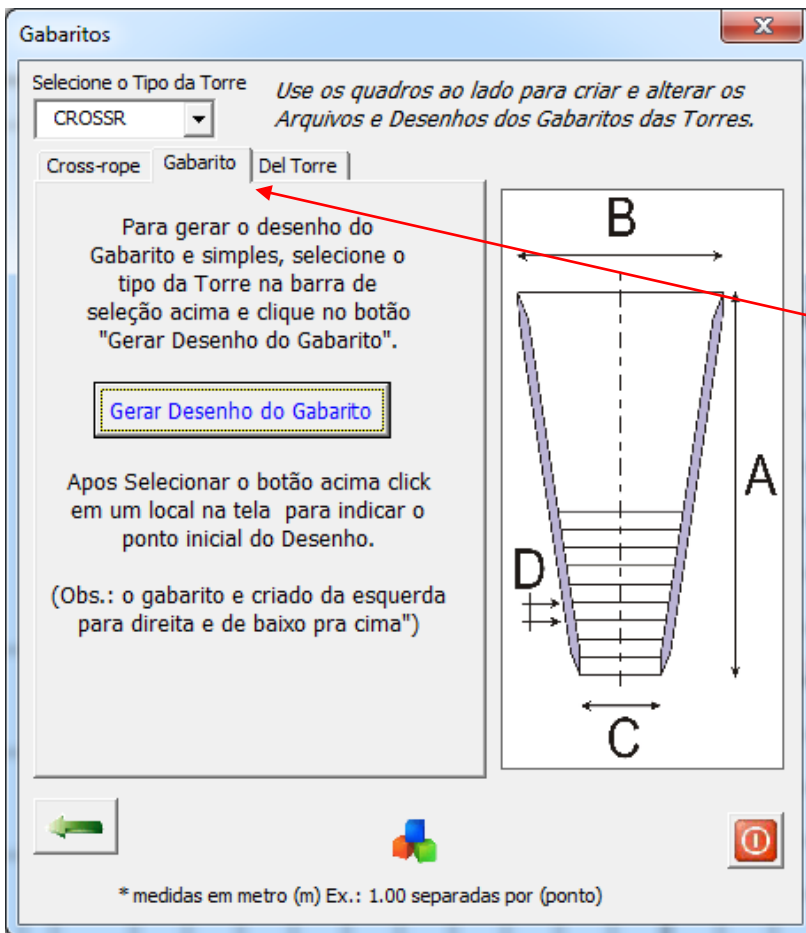 Gabaritos
Selecione o Tipo da Torre
CROSSR
Use os quadros ao lado para criar e alterar os
Arquivos e Desenhos dos Gabaritos das Torres.
Cross-rope
Gabarito
Del Torre
Para gerar o desenho do
Gabarito e simples, selecione o
tipo da Torre na barra de
seleção acima e clique no botão
"Gerar Desenho do Gabarito".
Gerar Desenho do Gabarito
Apos Selecionar o botão acima click
em um local na tela para indicar o
ponto inicial do Desenho.
(Obs.: o gabarito e criado da esquerda
para direita e de baixo pra cima")
B
A
D
C
* medidas em metro (m) Ex.: 1.00 separadas por (ponto)